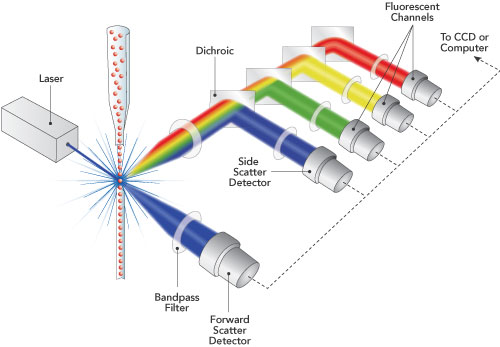 Fluorescent
Channels
To CCD or
Computer
Dichroic
Laser
Side
Scatter
Detector
Bandpass
Filter
Forward
Scatter
Detector